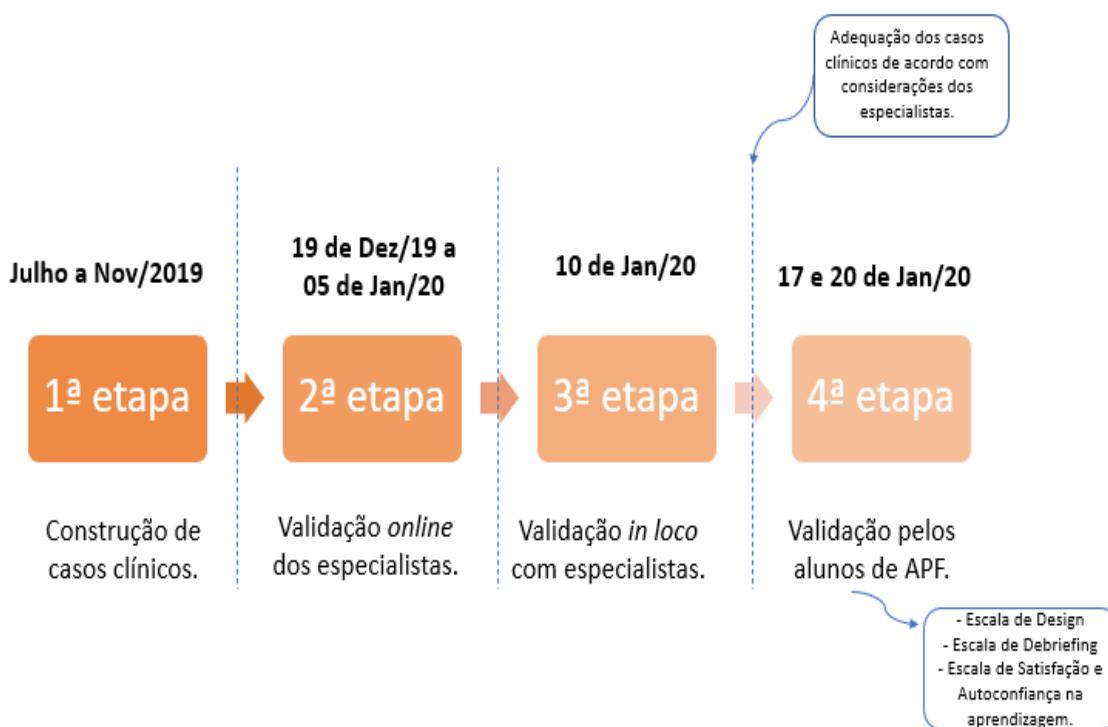 Adequação dos casos
clínicos de acordo com
considerações dos
especialistas.
Julho a Nov/2019
19 de Dez/19 a
05 de Jan/20
10 de Jan/20
17 e 20 de Jan/20
1ª etapa
2ª etapa
3ª etapa
4ª etapa
Construção de
casos clínicos.
Validação online
dos especialistas.
Validação in loco
com especialistas.
Validação pelos
alunos de APF.
- Escala de Design
- Escala de Debriefing
- Escala de Satisfação e
Autoconfiança na
aprendizagem.